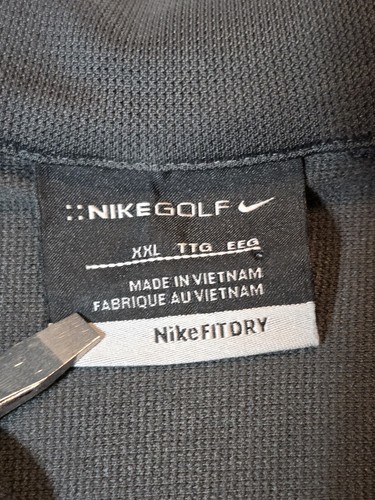 NIKEGOLF
XXL TTG EEG
MADE IN VIETNAM
FABRIQUE AU VIETNAM
NikeFITDRY